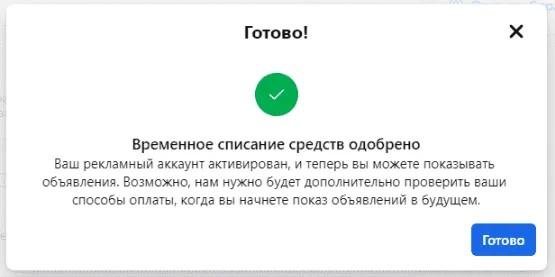 Готово!
Временное списание средств одобрено
Ваш рекламный аккаунт активирован, и теперь вы можете показывать
объявления. Возможно, нам нужно будет дополнительно проверить ваши
способы оплаты, когда вы начнете показ объявлений в будущем.
Готово